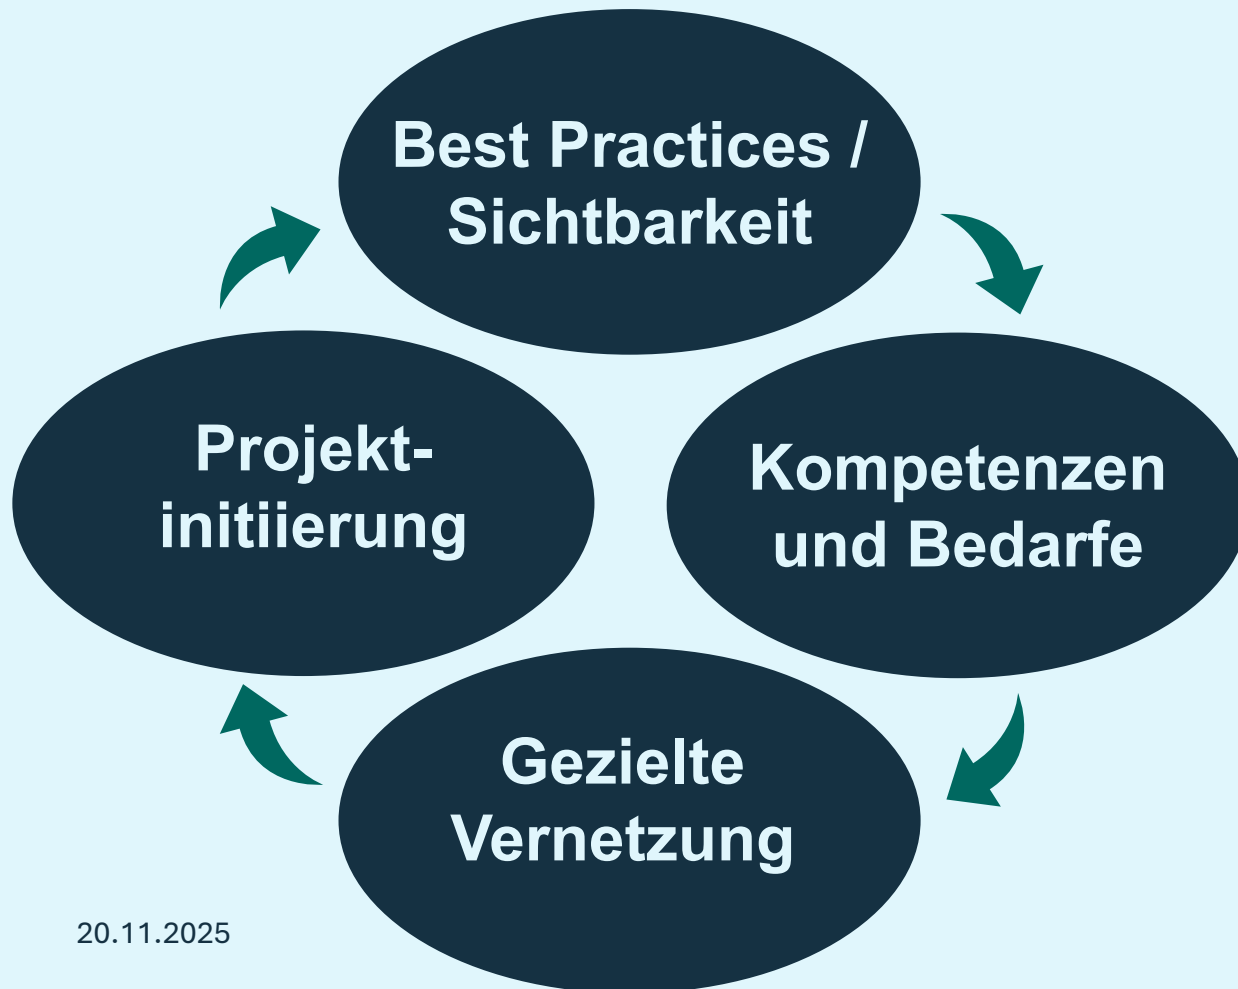 Best Practices /
Sichtbarkeit
Projekt-
initiierung
Kompetenzen
und Bedarfe
Gezielte
Vernetzung
20.11.2025